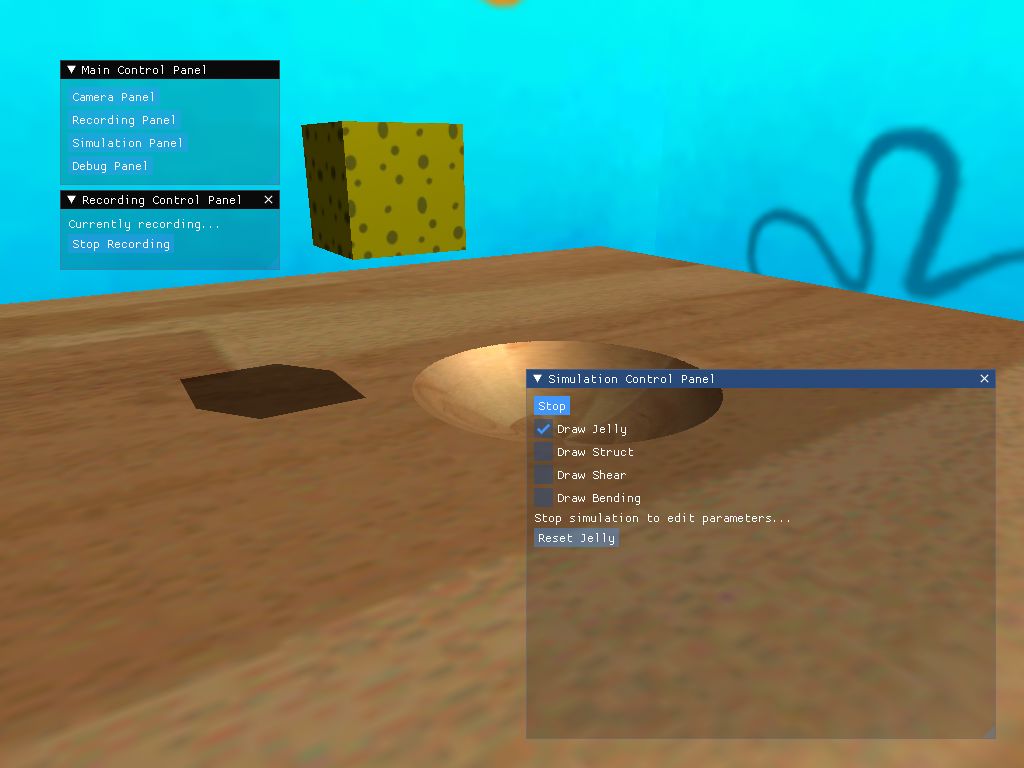 Main Control Panel
Camera Panel
Recording Panel
Simulation Panel
Debug Panel
Recording Control Panel
Currently recording...
Stop Recording
Simulation Control Panel
Stop
Draw Jelly
Draw Struct
Draw Shear
Draw Bending
Stop simulation to edit parameters...
Reset Jelly